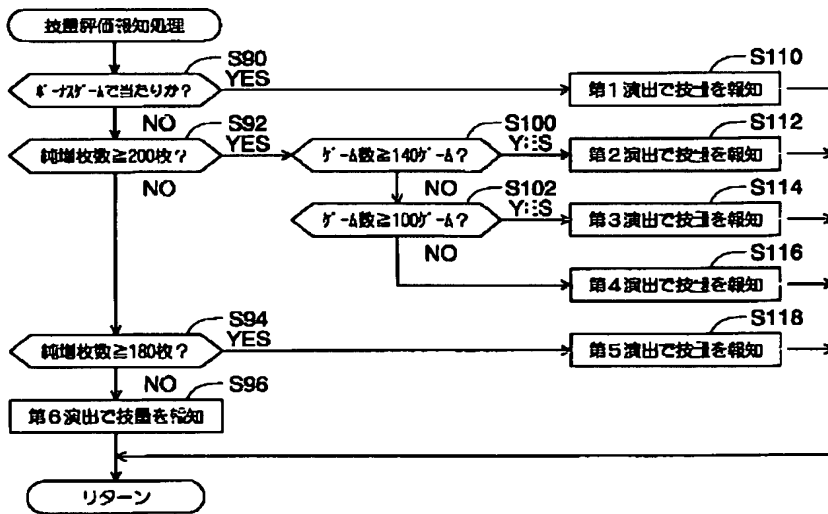 技量評価報知処理
S90
ボーナスゲームで当たりか?
YES
S110
第1演出で技量を報知
NO
S92
純増枚数≧200枚?
YES
S100
ゲーム数≧140ゲーム?
YES
S112
第2演出で技量を報知
NO
NO
S102
ゲーム数≧100ゲーム?
YES
S114
第3演出で技量を報知
NO
S116
第4演出で技量を報知
S94
純増枚数≧180枚?
YES
S118
第5演出で技量を報知
NO
S96
第6演出で技量を報知
リターン